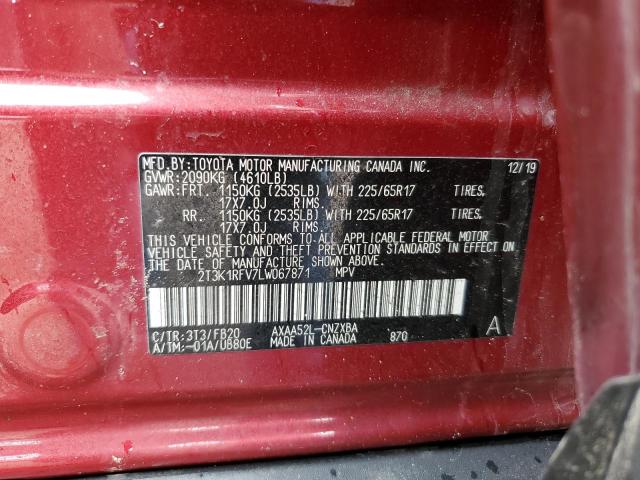 MFD.BY:TOYOTA MOTOR MANUFACTURING CANADA INC. 12/19
GVWR:2090KG (4610LB)
GAWR:FRT. 1150KG (2535LB) WITH 225/65R17 TIRES,
17X7.0J RIMS.
RR. 1150KG (2535LB) WITH 225/65R17 TIRES,
17X7.0J RIMS.
THIS VEHICLE CONFORMS TO ALL APPLICABLE FEDERAL MOTOR
VEHICLE SAFETY AND THEFT PREVENTION STANDARDS IN EFFECT ON
THE DATE OF MANUFACTURE SHOWN ABOVE.
2T3K1RFV7LW067871 MPV
C/TR:3T3/FB20 AXAA52L-CNZXBA A
A/TM:-01A/UB80E MADE IN CANADA 870